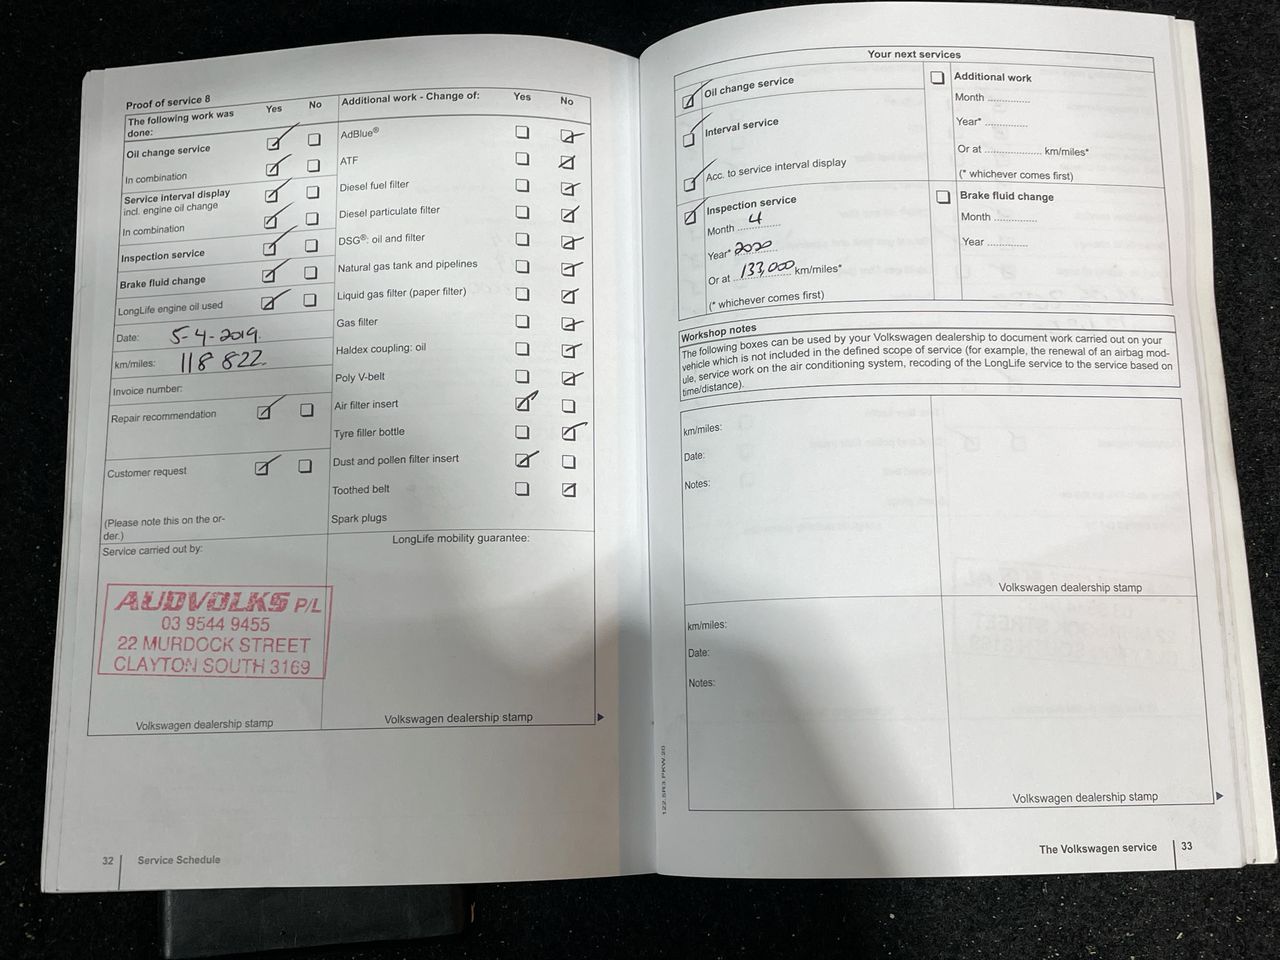 Proof of service 8
The following work was
done:
Yes
No
Oil change service
In combination
Service interval display
incl. engine oil change
In combination
Inspection service
Brake fluid change
LongLife engine oil used
Date: 5-4-2019.
km/miles: 118 822
Invoice number:
Repair recommendation
Customer request
(Please note this on the or-
der.)
Service carried out by:
AUDVOLKS P/L
03 9544 9455
22 MURDOCK STREET
CLAYTON SOUTH 3169
Volkswagen dealership stamp
Additional work - Change of:
Yes
No
AdBlue®
ATF
Diesel fuel filter
Diesel particulate filter
DSG®: oil and filter
Natural gas tank and pipelines
Liquid gas filter (paper filter)
Gas filter
Haldex coupling: oil
Poly V-belt
Air filter insert
Tyre filler bottle
Dust and pollen filter insert
Toothed belt
Spark plugs
LongLife mobility guarantee:
Volkswagen dealership stamp
32
Service Schedule
Your next services
Oil change service
Interval service
Acc. to service interval display
Inspection service
Month 4
Year* 2020
Or at 133,000 km/miles*
(* whichever comes first)
Additional work
Month ..............
Year* ..............
Or at .................. km/miles*
(* whichever comes first)
Brake fluid change
Month ..............
Year .............
Workshop notes
The following boxes can be used by your Volkswagen dealership to document work carried out on your
vehicle which is not included in the defined scope of service (for example, the renewal of an airbag mod-
ule, service work on the air conditioning system, recoding of the LongLife service to the service based on
time/distance).
km/miles:
Date:
Notes:
Volkswagen dealership stamp
km/miles:
Date:
Notes:
Volkswagen dealership stamp
122.5R3.PKW.20
The Volkswagen service
33